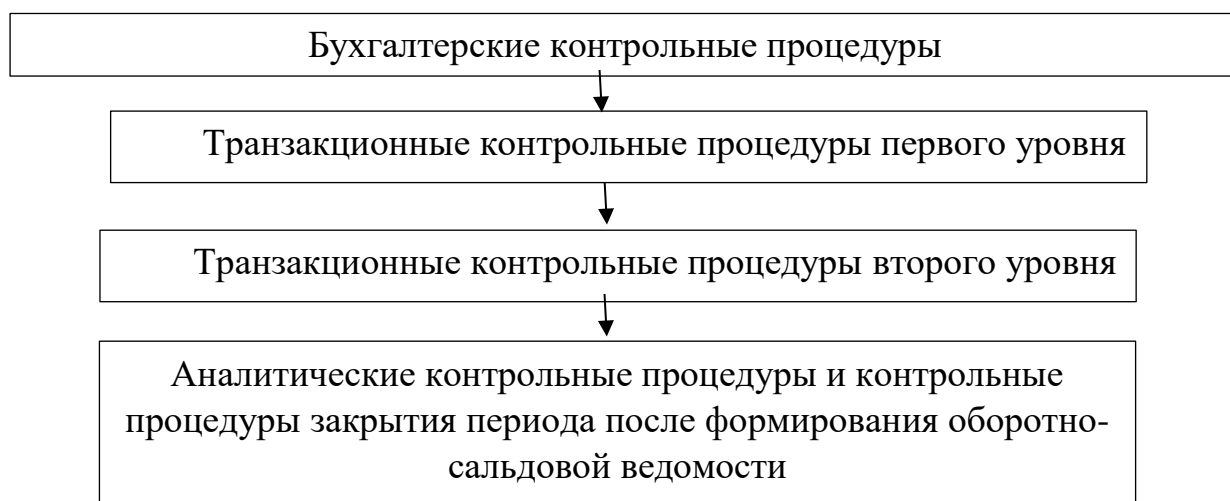 Бухгалтерские контрольные процедуры
Транзакционные контрольные процедуры первого уровня
Транзакционные контрольные процедуры второго уровня
Аналитические контрольные процедуры и контрольные
процедуры закрытия периода после формирования оборотно-
сальдовой ведомости